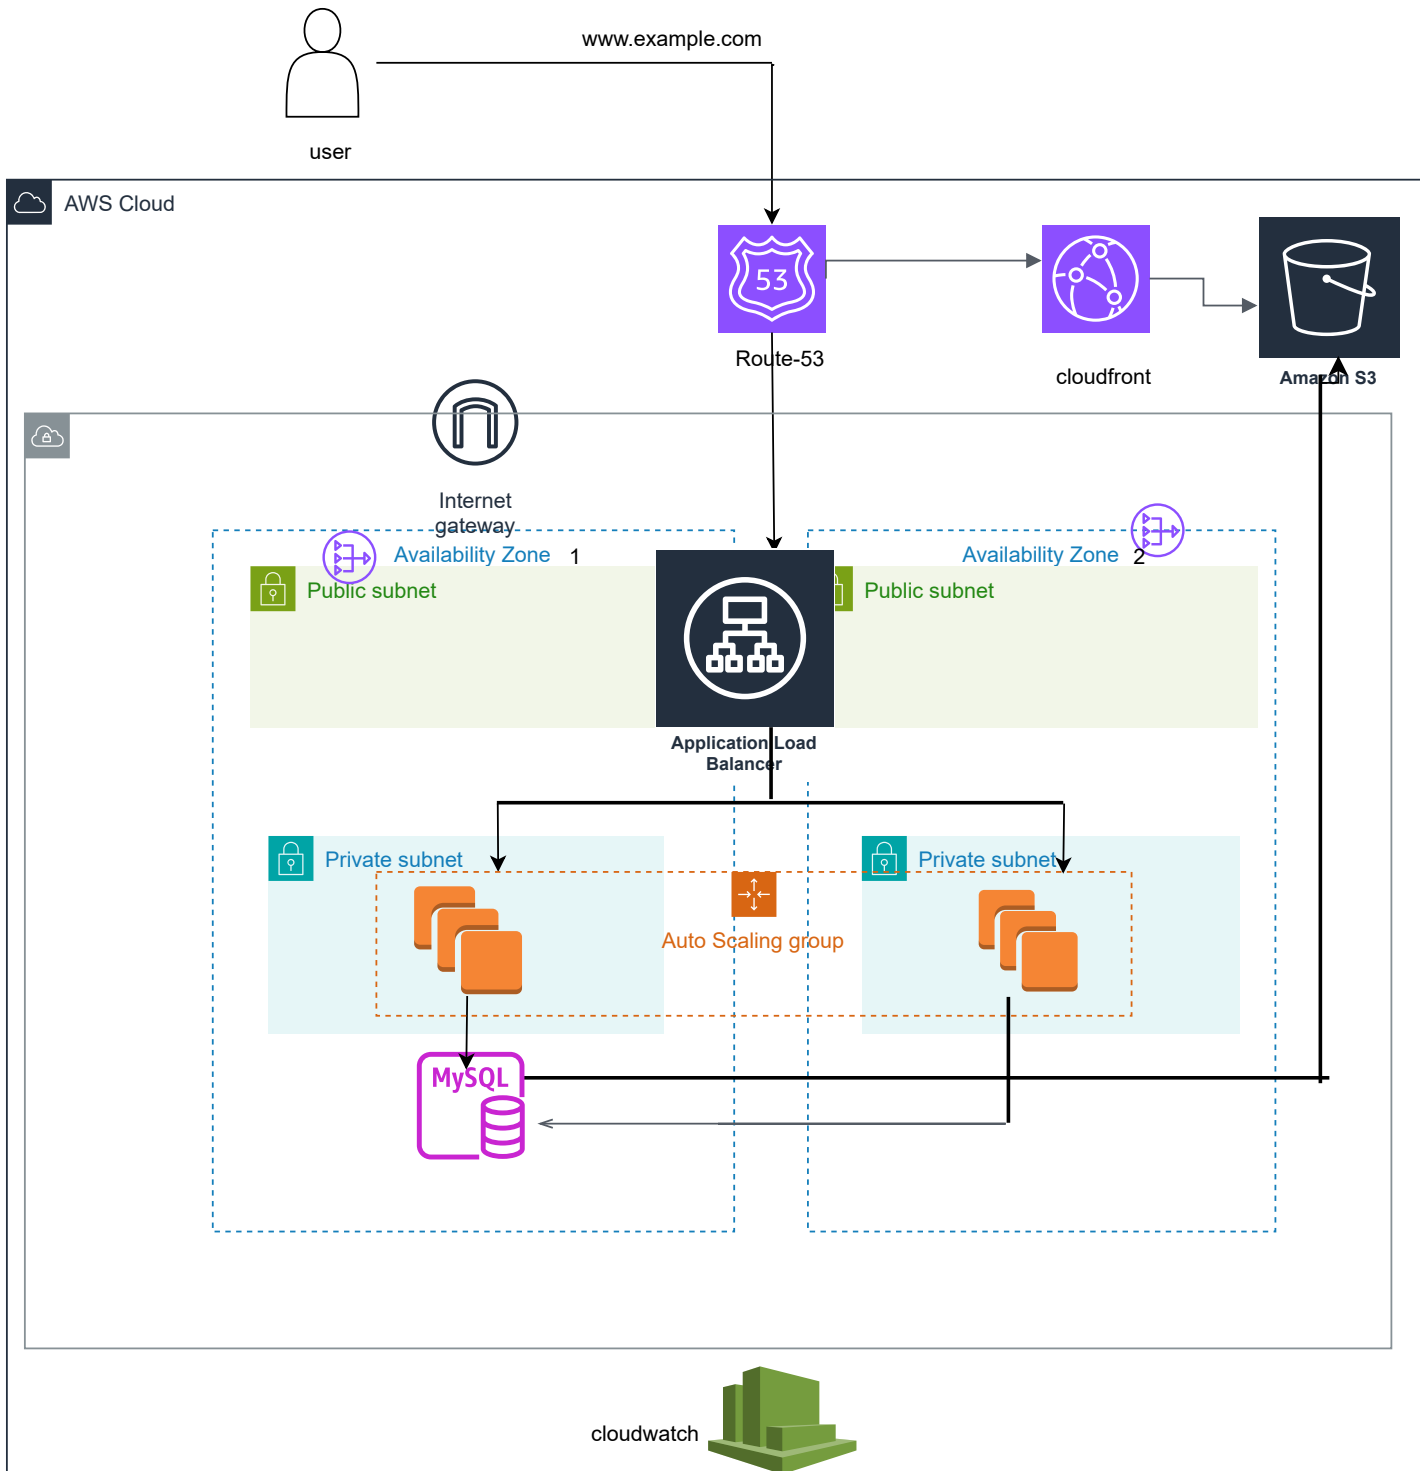 www.example.com
user
AWS Cloud
53
Route-53
cloudfront
Amazon S3
Internet
gateway
Availability Zone 1
Availability Zone 2
Public subnet
Public subnet
Application Load
Balancer
Private subnet
Private subnet
Auto Scaling group
MySQL
cloudwatch